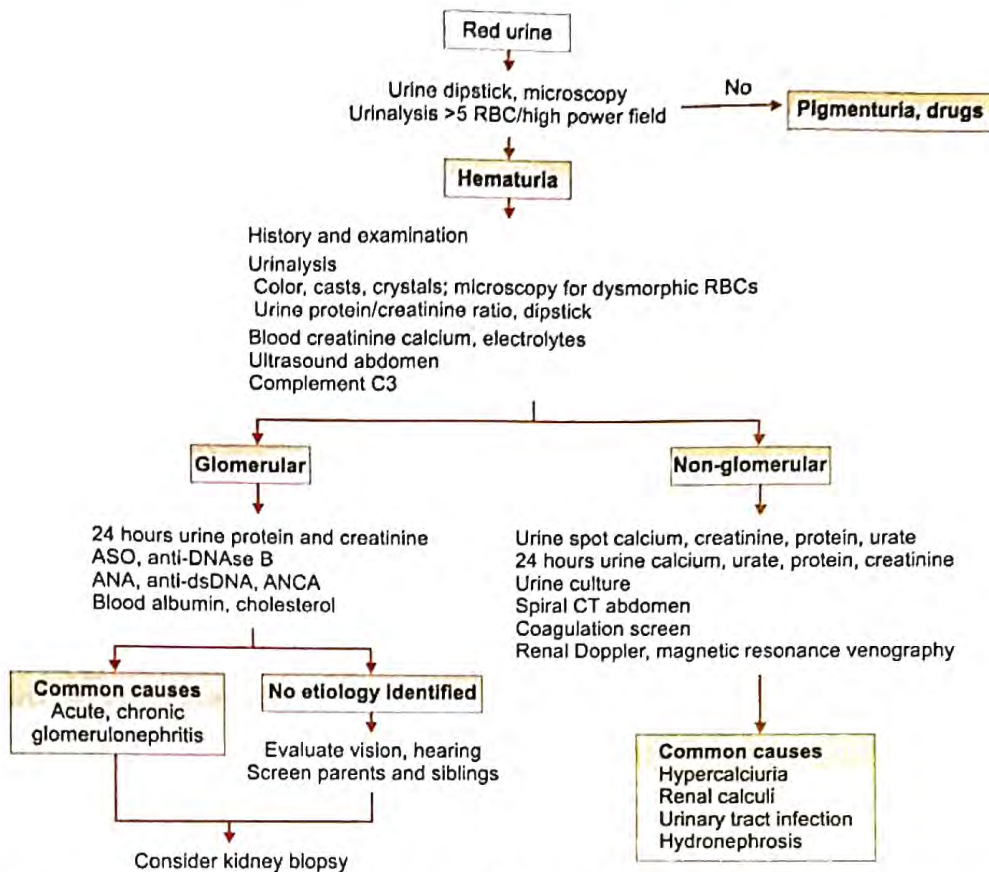 Red urine
Urine dipstick, microscopy
Urinalysis >5 RBC/high power field
No
Pigmenturia, drugs
Hematuria
History and examination
Urinalysis
Color, casts, crystals; microscopy for dysmorphic RBCs
Urine protein/creatinine ratio, dipstick
Blood creatinine calcium, electrolytes
Ultrasound abdomen
Complement C3
Glomerular
24 hours urine protein and creatinine
ASO, anti-DNAse B
ANA, anti-dsDNA, ANCA
Blood albumin, cholesterol
Common causes
Acute, chronic
glomerulonephritis
No etiology identified
Evaluate vision, hearing
Screen parents and siblings
Consider kidney biopsy
Non-glomerular
Urine spot calcium, creatinine, protein, urate
24 hours urine calcium, urate, protein, creatinine
Urine culture
Spiral CT abdomen
Coagulation screen
Renal Doppler, magnetic resonance venography
Common causes
Hypercalciuria
Renal calculi
Urinary tract infection
Hydronephrosis